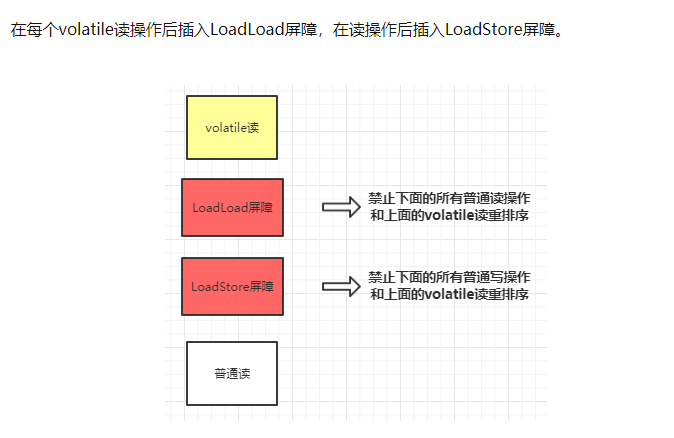 在每个volatile读操作后插入LoadLoad屏障，在读操作后插入LoadStore屏障。
volatile读
LoadLoad屏障
禁止下面的所有普通读操作
和上面的volatile读重排序
LoadStore屏障
禁止下面的所有普通写操作
和上面的volatile读重排序
普通读